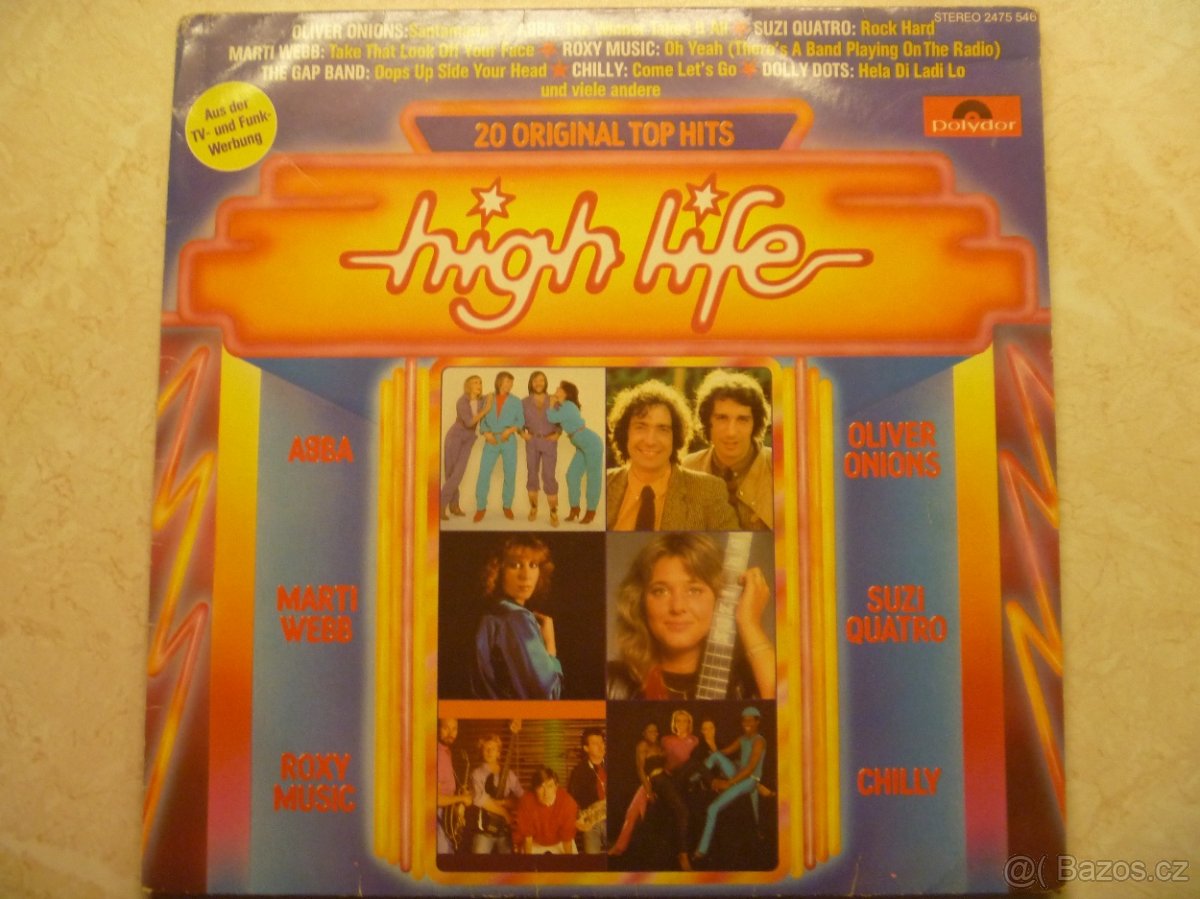 STEREO 2475 546
OLIVER ONIONS: Santamaria ★ ABBA: The Winner Takes It All ★ SUZI QUATRO: Rock Hard
MARTI WEBB: Take That Look Off Your Face ★ ROXY MUSIC: Oh Yeah (There's A Band Playing On The Radio)
THE GAP BAND: Oops Up Side Your Head ★ CHILLY: Come Let's Go ★ DOLLY DOTS: Hela Di Ladi Lo
und viele andere
Aus der
TV- und Funk-
Werbung
polydor
20 ORIGINAL TOP HITS
high life
ABBA
OLIVER
ONIONS
MARTI
WEBB
SUZI
QUATRO
ROXY
MUSIC
CHILLY
@( Bazos.cz